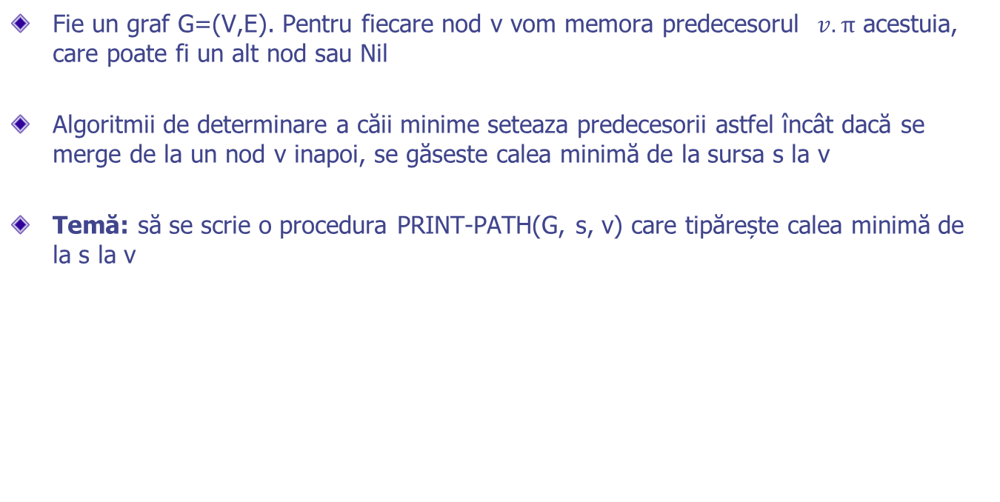 Fie un graf G=(V,E). Pentru fiecare nod v vom memora predecesorul v.π acestuia,
care poate fi un alt nod sau Nil
Algoritmii de determinare a căii minime seteaza predecesorii astfel încât dacă se
merge de la un nod v inapoi, se găseste calea minimă de la sursa s la v
Temă: să se scrie o procedura PRINT-PATH(G, s, v) care tipărește calea minimă de
la s la v